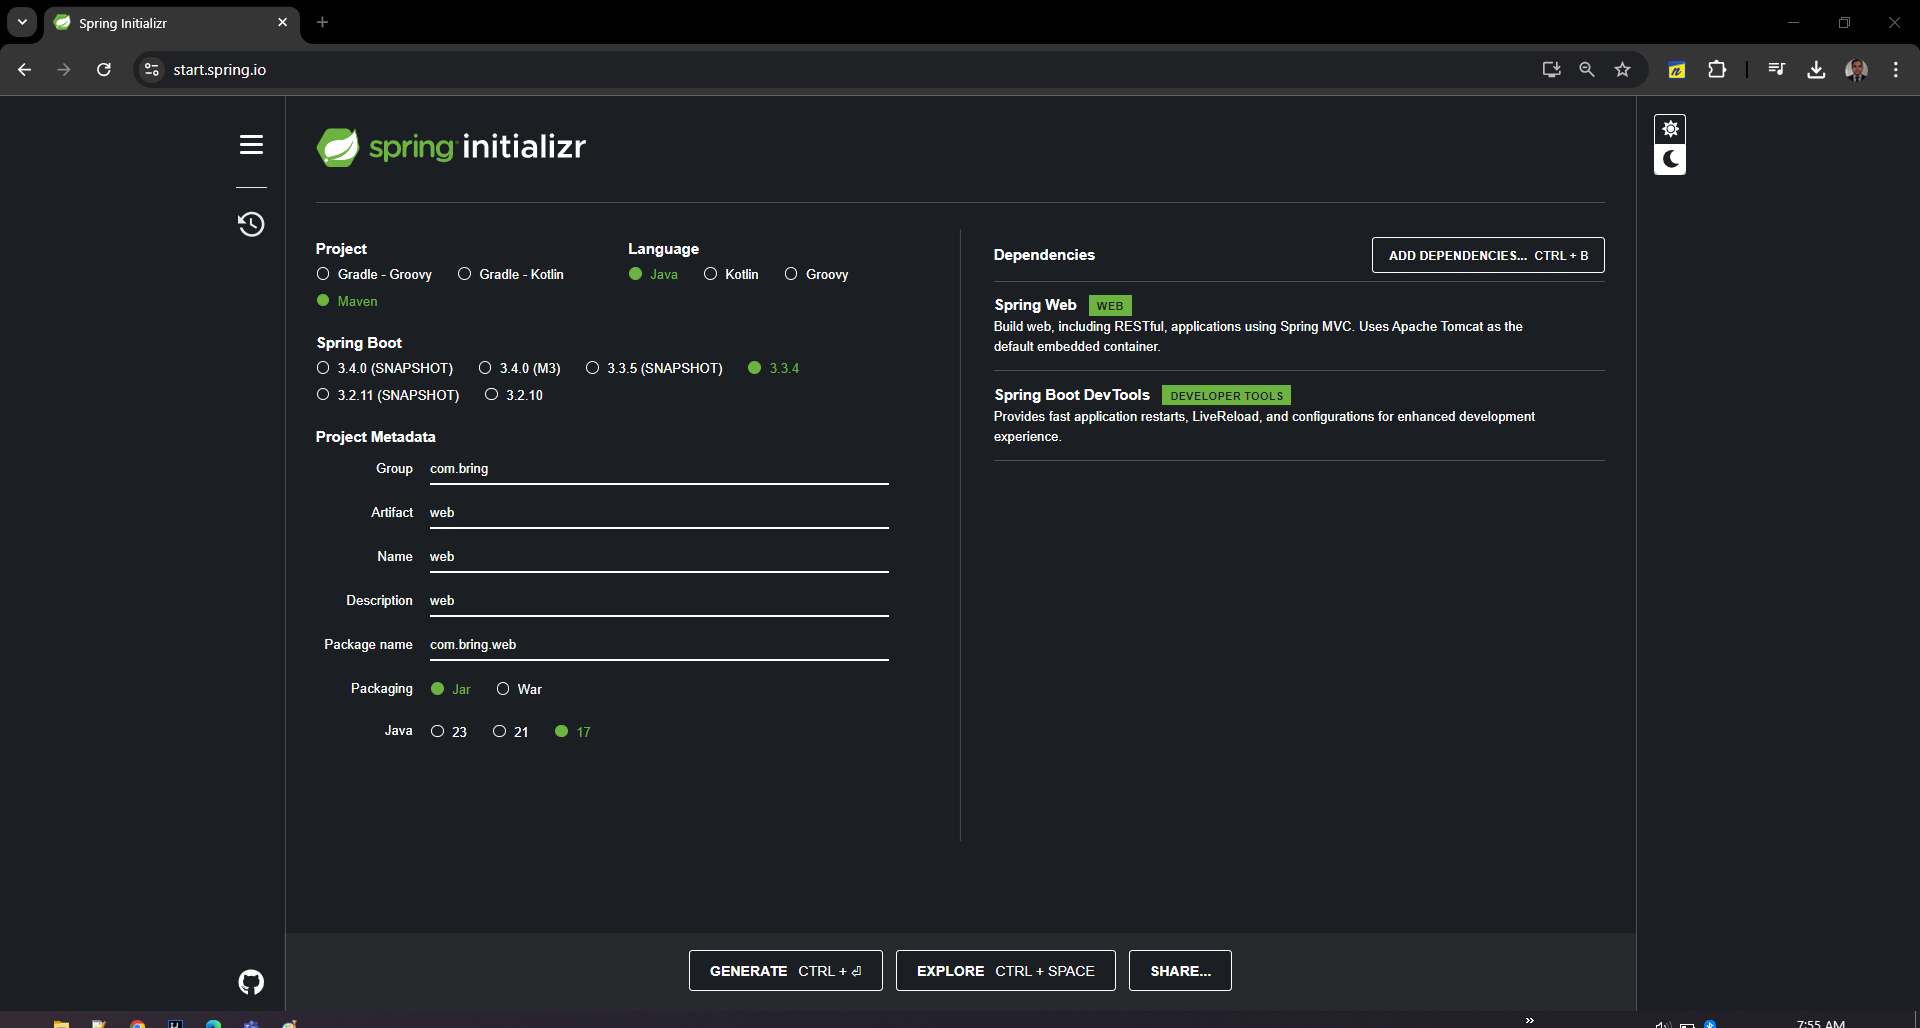 Spring Initializr
start.spring.io
spring initializr
Project
Gradle - Groovy
Gradle - Kotlin
Maven
Language
Java
Kotlin
Groovy
Spring Boot
3.4.0 (SNAPSHOT)
3.4.0 (M3)
3.3.5 (SNAPSHOT)
3.3.4
3.2.11 (SNAPSHOT)
3.2.10
Project Metadata
Group com.bring
Artifact web
Name web
Description web
Package name com.bring.web
Packaging Jar War
Java 23 21 17
Dependencies
ADD DEPENDENCIES... CTRL + B
Spring Web WEB
Build web, including RESTful, applications using Spring MVC. Uses Apache Tomcat as the
default embedded container.
Spring Boot DevTools DEVELOPER TOOLS
Provides fast application restarts, LiveReload, and configurations for enhanced development
experience.
GENERATE CTRL + ⏎
EXPLORE CTRL + SPACE
SHARE...
7:55 AM